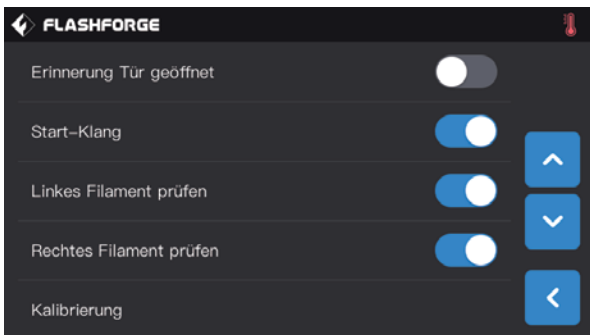 FLASHFORGE
Erinnerung Tür geöffnet
Start-Klang
Linkes Filament prüfen
Rechtes Filament prüfen
Kalibrierung